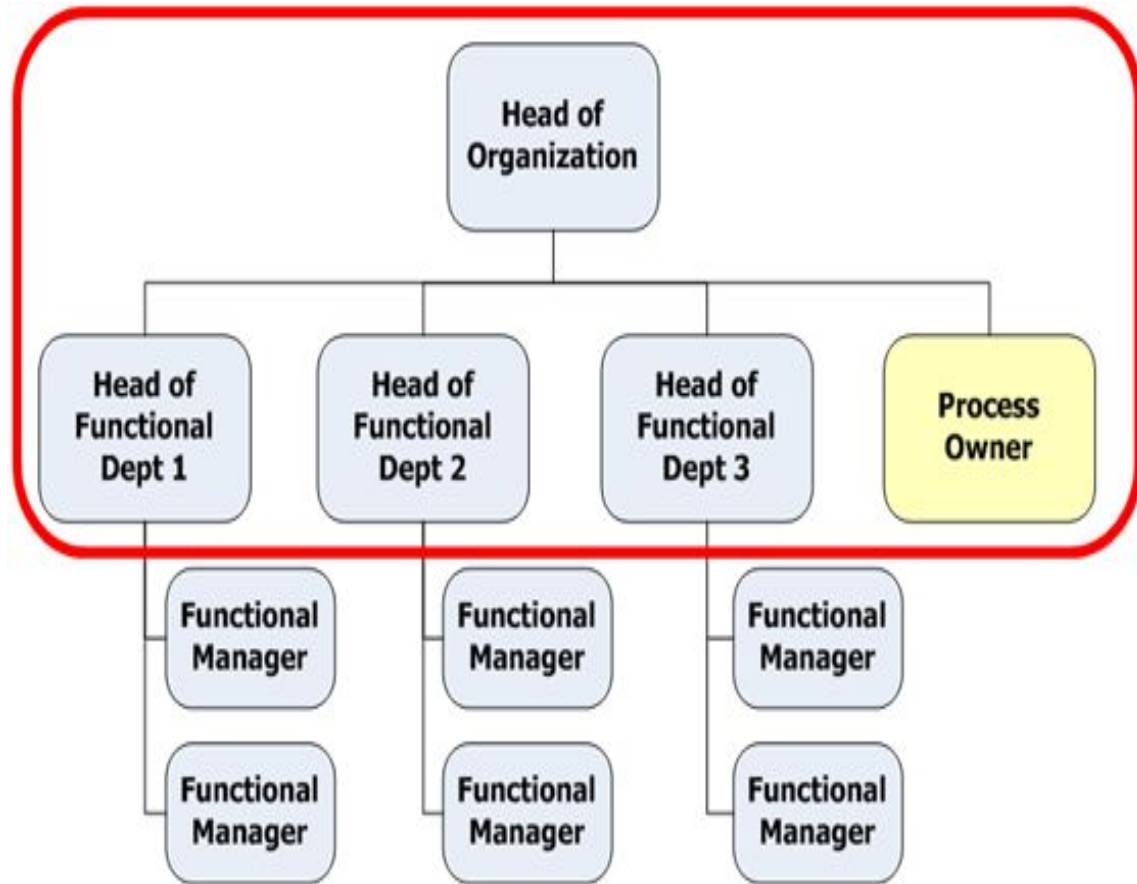 Head of
Organization
Head of
Functional
Dept 1
Head of
Functional
Dept 2
Head of
Functional
Dept 3
Process
Owner
Functional
Manager
Functional
Manager
Functional
Manager
Functional
Manager
Functional
Manager
Functional
Manager